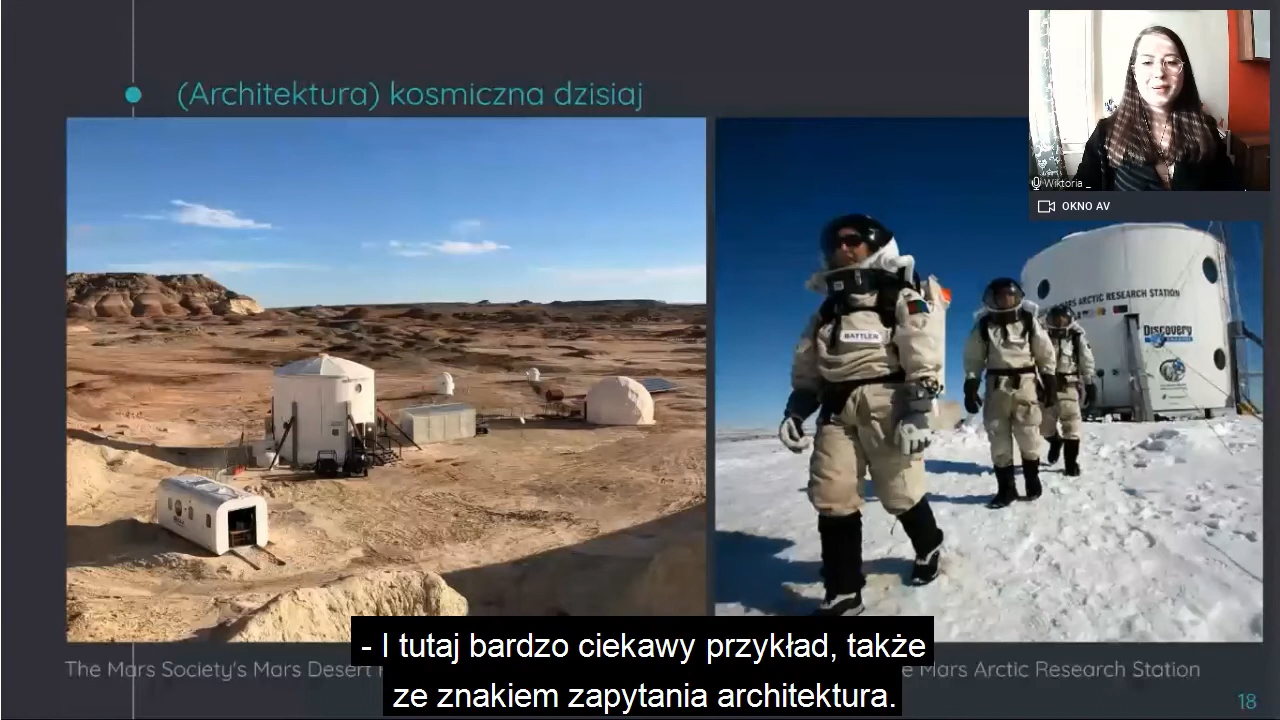 (Architektura) kosmiczna dzisiaj
Wiktoria _
OKNO AV
BATTLER
MARS ARCTIC RESEARCH STATION
Discovery
- I tutaj bardzo ciekawy przykład, także
ze znakiem zapytania architektura.
The Mars Society's Mars Desert
Mars Arctic Research Station
18